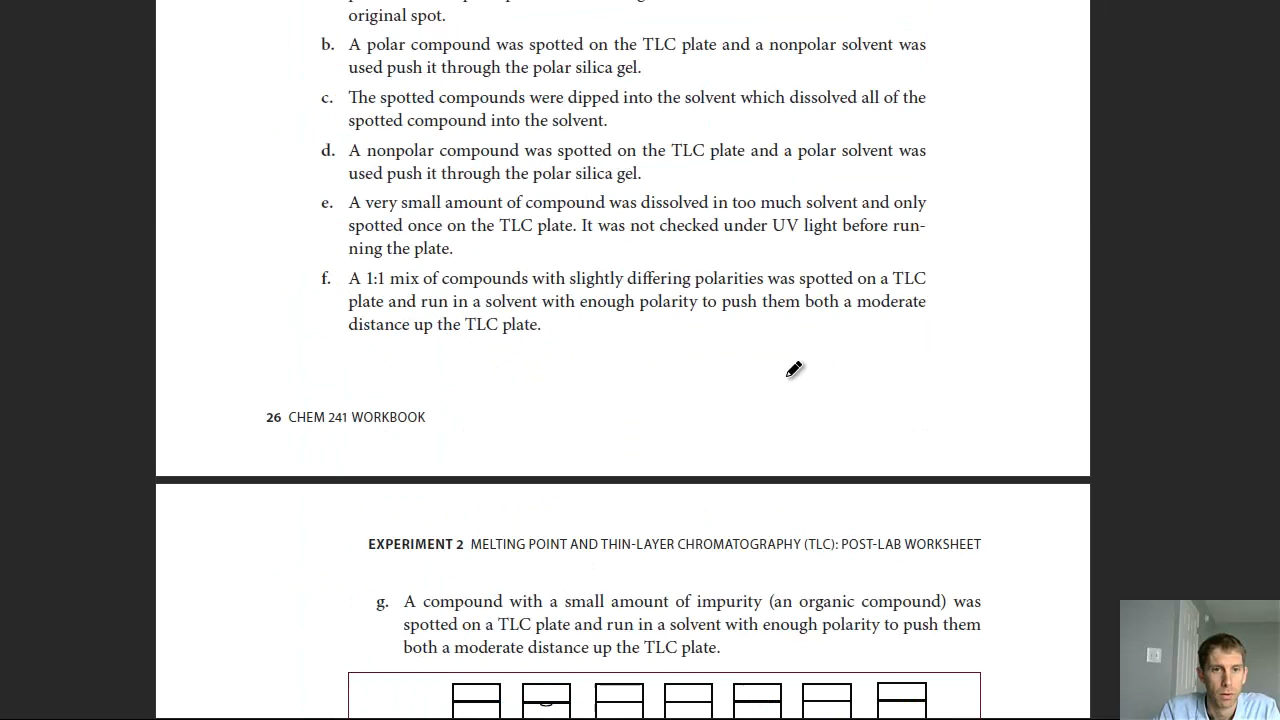 original spot.
b. A polar compound was spotted on the TLC plate and a nonpolar solvent was
used push it through the polar silica gel.
c. The spotted compounds were dipped into the solvent which dissolved all of the
spotted compound into the solvent.
d. A nonpolar compound was spotted on the TLC plate and a polar solvent was
used push it through the polar silica gel.
e. A very small amount of compound was dissolved in too much solvent and only
spotted once on the TLC plate. It was not checked under UV light before run-
ning the plate.
f. A 1:1 mix of compounds with slightly differing polarities was spotted on a TLC
plate and run in a solvent with enough polarity to push them both a moderate
distance up the TLC plate.
26 CHEM 241 WORKBOOK
EXPERIMENT 2 MELTING POINT AND THIN-LAYER CHROMATOGRAPHY (TLC): POST-LAB WORKSHEET
g. A compound with a small amount of impurity (an organic compound) was
spotted on a TLC plate and run in a solvent with enough polarity to push them
both a moderate distance up the TLC plate.